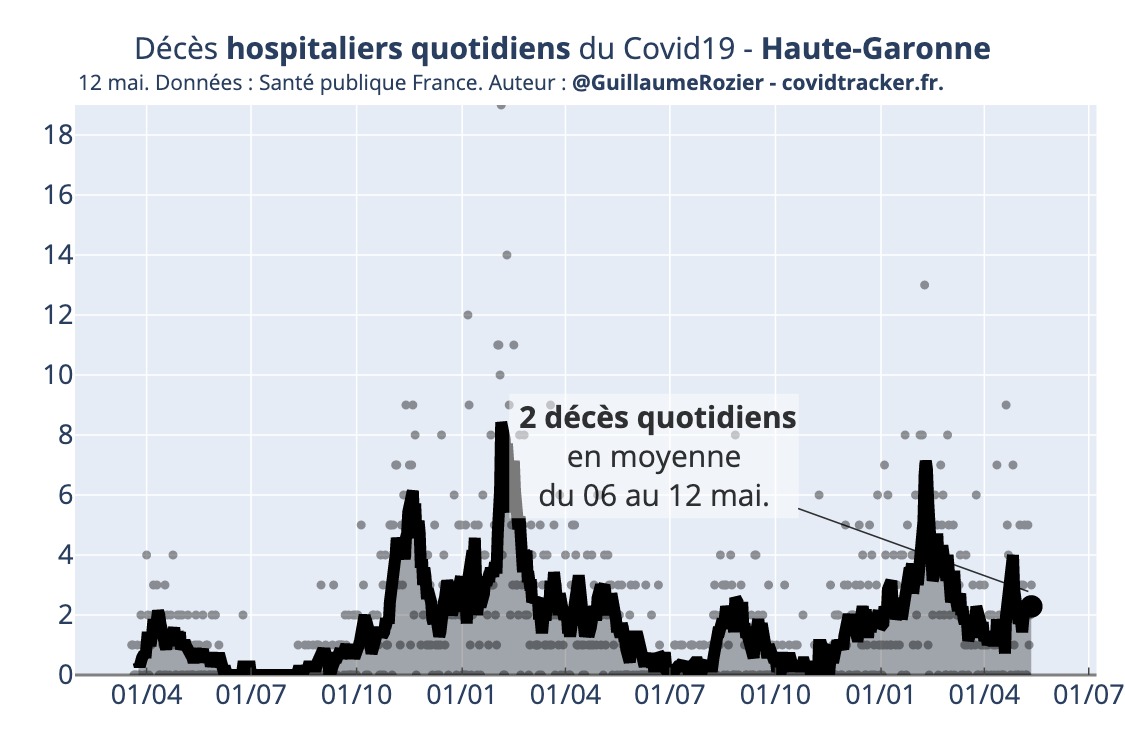 Décès hospitaliers quotidiens du Covid19 - Haute-Garonne
12 mai. Données : Santé publique France. Auteur : @GuillaumeRozier - covidtracker.fr.
18
16
14
12
10
8
6
4
2
0
2 décès quotidiens
en moyenne
du 06 au 12 mai.
01/04 01/07 01/10 01/01 01/04 01/07 01/10 01/01 01/04 01/07